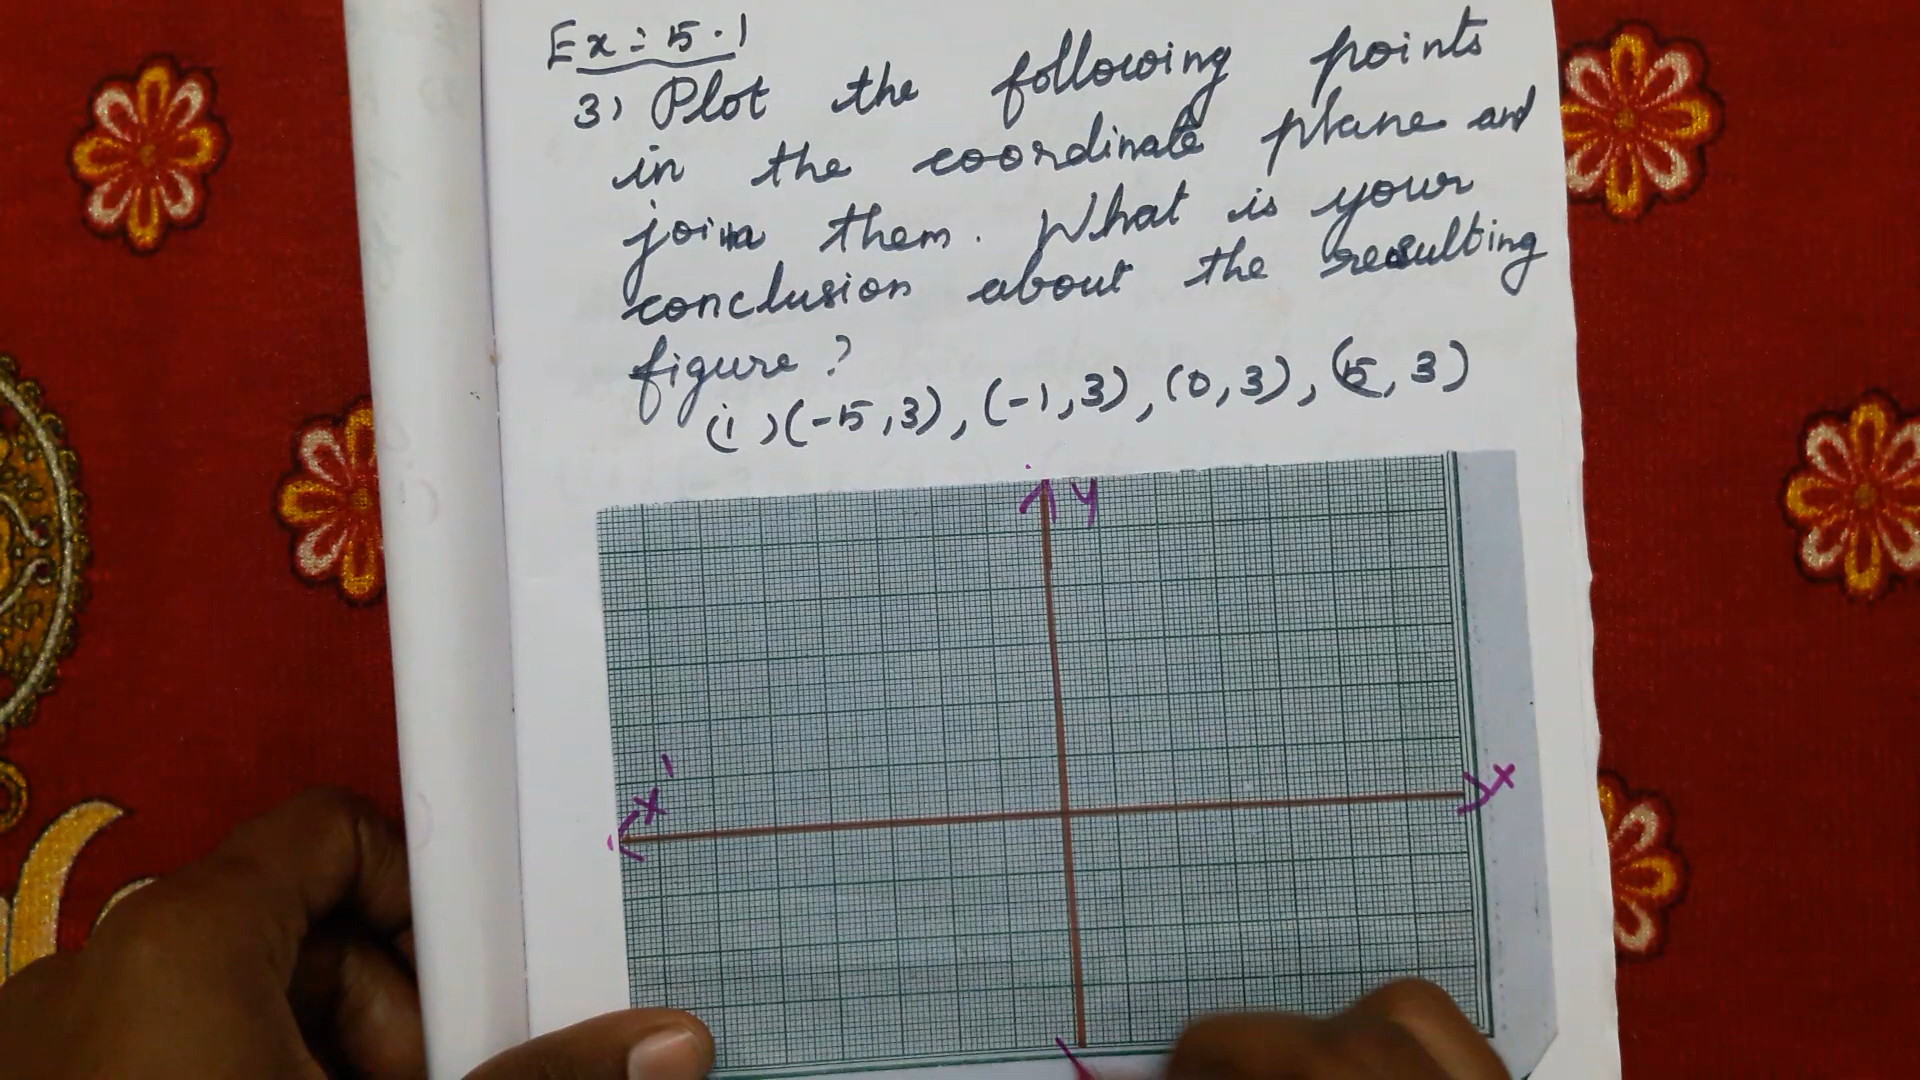 Ex: 5.1
3) Plot the following points
in the coordinate plane and
join them. What is your
conclusion about the resulting
figure?
(i) (-5,3), (-1,3), (0,3), (5,3)
y
x'
x